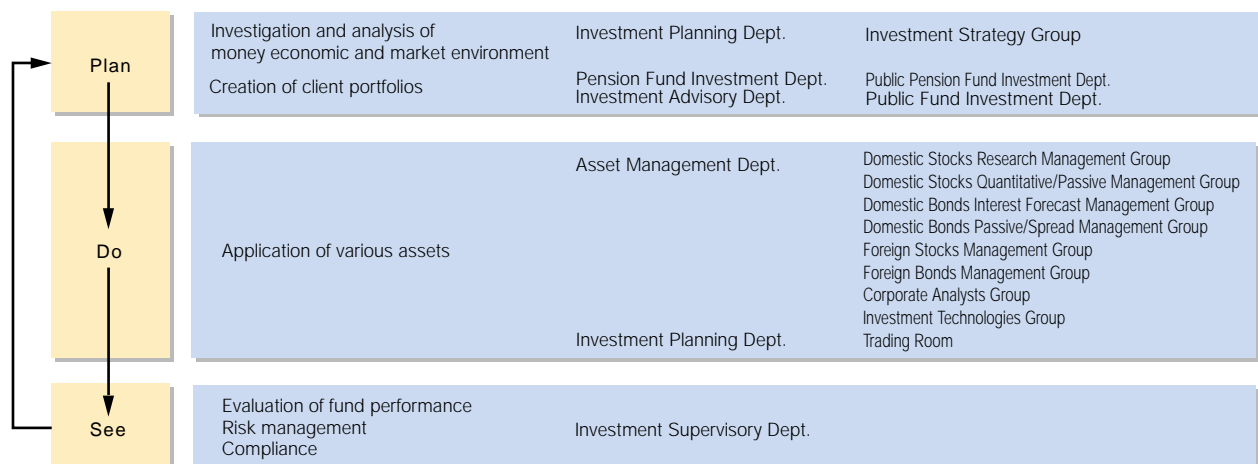 Plan
Investigation and analysis of
money economic and market environment
Investment Planning Dept.
Investment Strategy Group
Creation of client portfolios
Pension Fund Investment Dept.
Investment Advisory Dept.
Public Pension Fund Investment Dept.
Public Fund Investment Dept.
Do
Application of various assets
Asset Management Dept.
Domestic Stocks Research Management Group
Domestic Stocks Quantitative/Passive Management Group
Domestic Bonds Interest Forecast Management Group
Domestic Bonds Passive/Spread Management Group
Foreign Stocks Management Group
Foreign Bonds Management Group
Corporate Analysts Group
Investment Technologies Group
Investment Planning Dept.
Trading Room
See
Evaluation of fund performance
Risk management
Compliance
Investment Supervisory Dept.